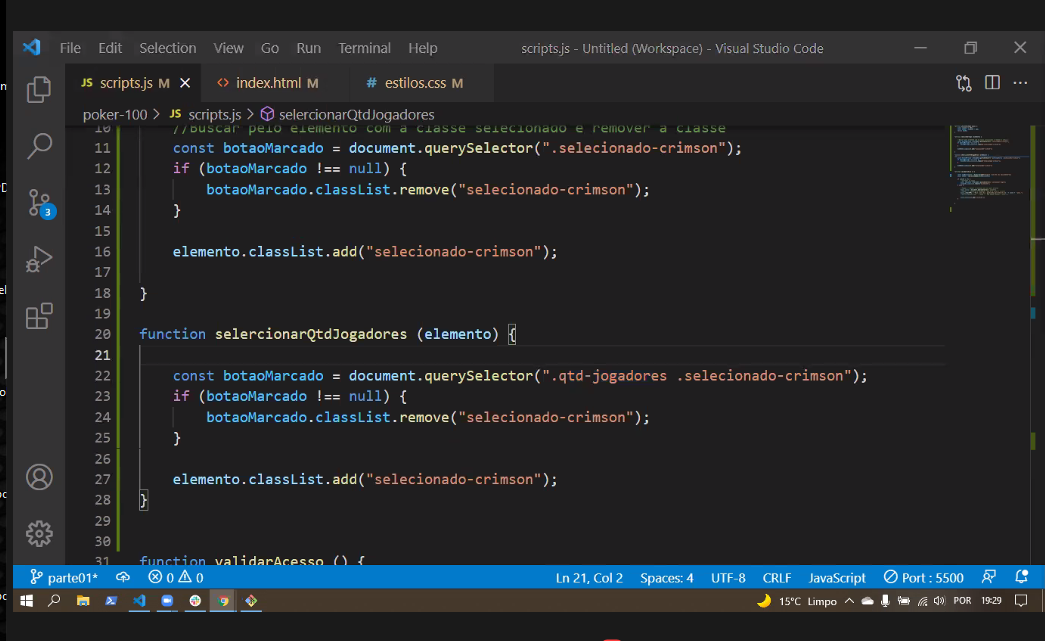 File Edit Selection View Go Run Terminal Help scripts.js - Untitled (Workspace) - Visual Studio Code
JS scripts.js M <> index.html M # estilos.css M
poker-100 > JS scripts.js > selercionarQtdJogadores
10 //Buscar pelo elemento com a classe selecionado e remover a classe
11 const botaoMarcado = document.querySelector(".selecionado-crimson");
12 if (botaoMarcado !== null) {
13 botaoMarcado.classList.remove("selecionado-crimson");
14 }
15
16 elemento.classList.add("selecionado-crimson");
17
18 }
19
20 function selercionarQtdJogadores (elemento) {
21
22 const botaoMarcado = document.querySelector(".qtd-jogadores .selecionado-crimson");
23 if (botaoMarcado !== null) {
24 botaoMarcado.classList.remove("selecionado-crimson");
25 }
26
27 elemento.classList.add("selecionado-crimson");
28 }
29
30
31 function validarAcesso () {
3
parte01* 0 0 Ln 21, Col 2 Spaces: 4 UTF-8 CRLF JavaScript Port : 5500
15°C Limpo POR 19:29